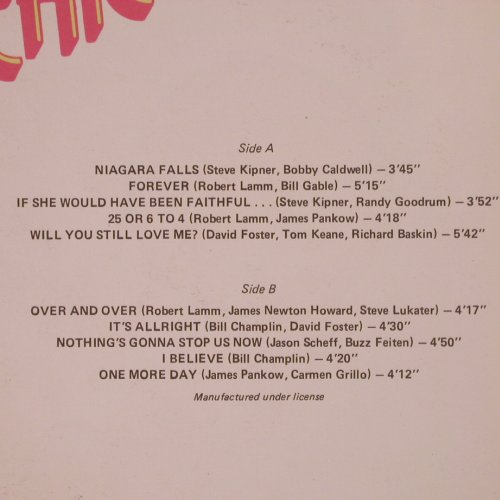 CHIC
Side A
NIAGARA FALLS (Steve Kipner, Bobby Caldwell) – 3'45''
FOREVER (Robert Lamm, Bill Gable) – 5'15''
IF SHE WOULD HAVE BEEN FAITHFUL . . . (Steve Kipner, Randy Goodrum) – 3'52''
25 OR 6 TO 4 (Robert Lamm, James Pankow) – 4'18''
WILL YOU STILL LOVE ME? (David Foster, Tom Keane, Richard Baskin) – 5'42''
Side B
OVER AND OVER (Robert Lamm, James Newton Howard, Steve Lukater) – 4'17''
IT'S ALLRIGHT (Bill Champlin, David Foster) – 4'30''
NOTHING'S GONNA STOP US NOW (Jason Scheff, Buzz Feiten) – 4'50''
I BELIEVE (Bill Champlin) – 4'20''
ONE MORE DAY (James Pankow, Carmen Grillo) – 4'12''
Manufactured under license